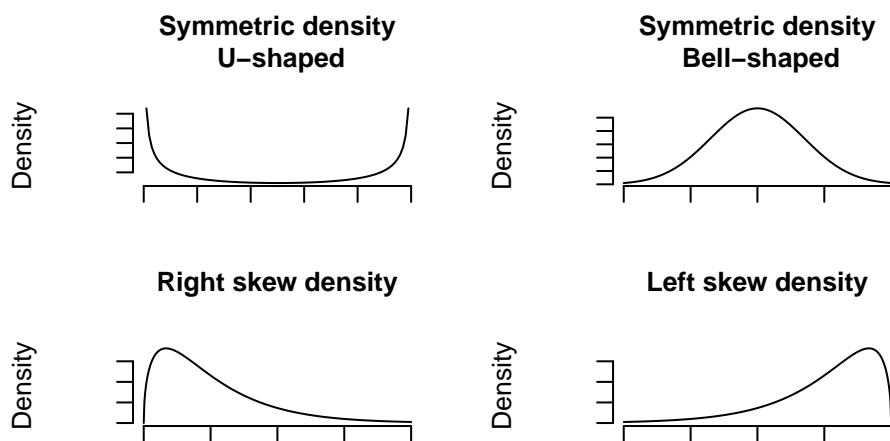 Symmetric density
U−shaped
Symmetric density
Bell−shaped
Density
Density
Right skew density
Left skew density
Density
Density